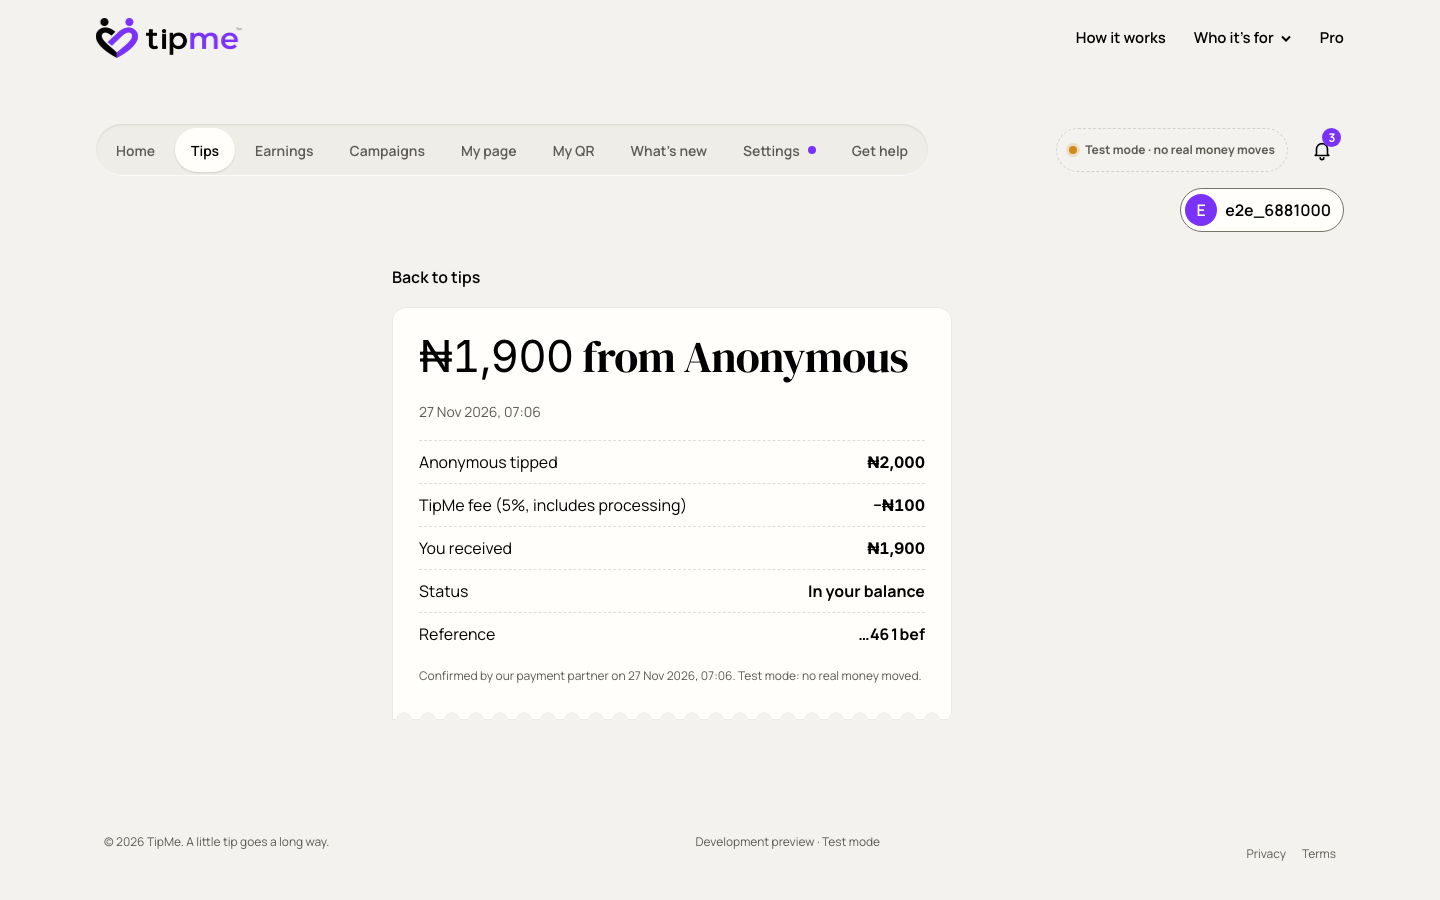 tipme
How it works
Who it's for
Pro
Home
Tips
Earnings
Campaigns
My page
My QR
What's new
Settings
Get help
Test mode · no real money moves
3
E
e2e_6881000
Back to tips
₦1,900 from Anonymous
27 Nov 2026, 07:06
Anonymous tipped ₦2,000
TipMe fee (5%, includes processing) −₦100
You received ₦1,900
Status In your balance
Reference …461bef
Confirmed by our payment partner on 27 Nov 2026, 07:06. Test mode: no real money moved.
© 2026 TipMe. A little tip goes a long way.
Development preview · Test mode
Privacy
Terms